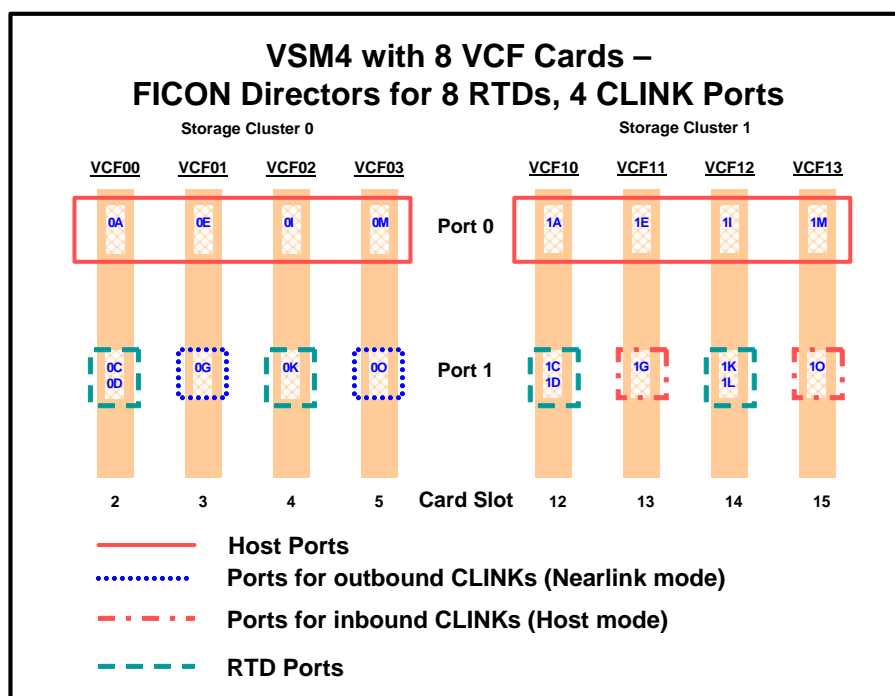 VSM4 with 8 VCF Cards –
FICON Directors for 8 RTDs, 4 CLINK Ports
Storage Cluster 0 Storage Cluster 1
VCF00 VCF01 VCF02 VCF03 VCF10 VCF11 VCF12 VCF13
0A 0E 0I 0M Port 0 1A 1E 1I 1M
0C 0G 0K 0O Port 1 1C 1G 1K 1O
0D 1D 1L
2 3 4 5 Card Slot 12 13 14 15
Host Ports
Ports for outbound CLINKs (Nearlink mode)
Ports for inbound CLINKs (Host mode)
RTD Ports